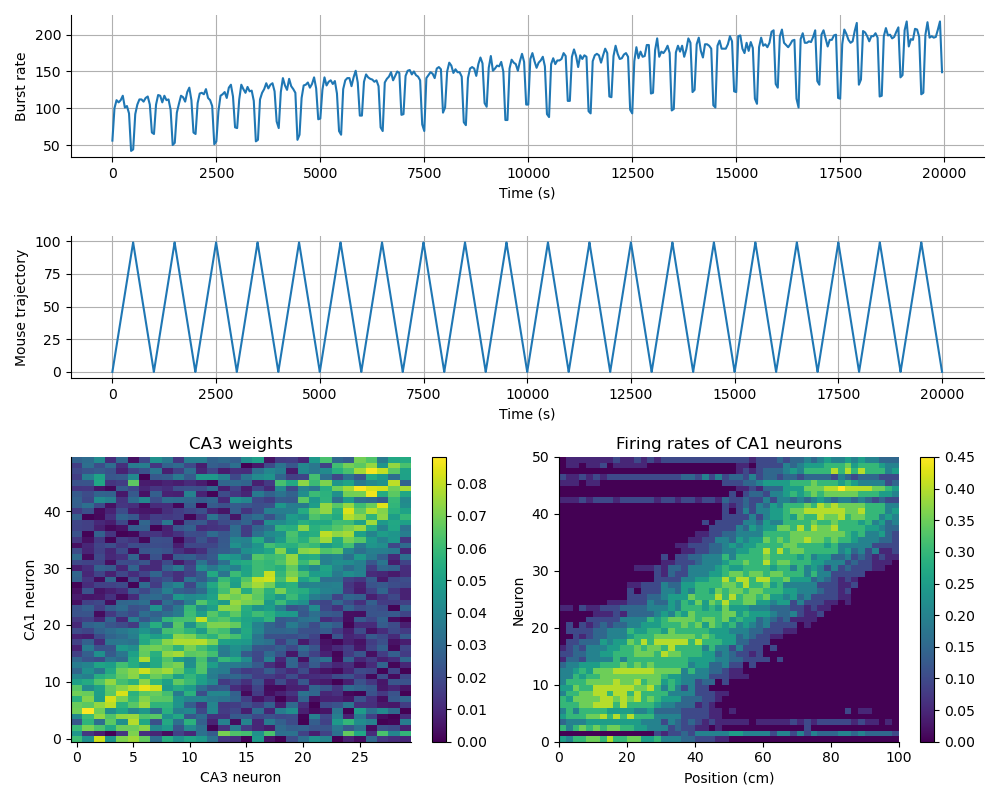 200
150
100
50
Burst rate
0 2500 5000 7500 10000 12500 15000 17500 20000
Time (s)
100
75
50
25
0
Mouse trajectory
0 2500 5000 7500 10000 12500 15000 17500 20000
Time (s)
CA3 weights
40
30
20
10
0
CA1 neuron
0 5 10 15 20 25
CA3 neuron
0.08
0.07
0.06
0.05
0.04
0.03
0.02
0.01
0.00
Firing rates of CA1 neurons
50
40
30
20
10
0
Neuron
0 20 40 60 80 100
Position (cm)
0.45
0.40
0.35
0.30
0.25
0.20
0.15
0.10
0.05
0.00